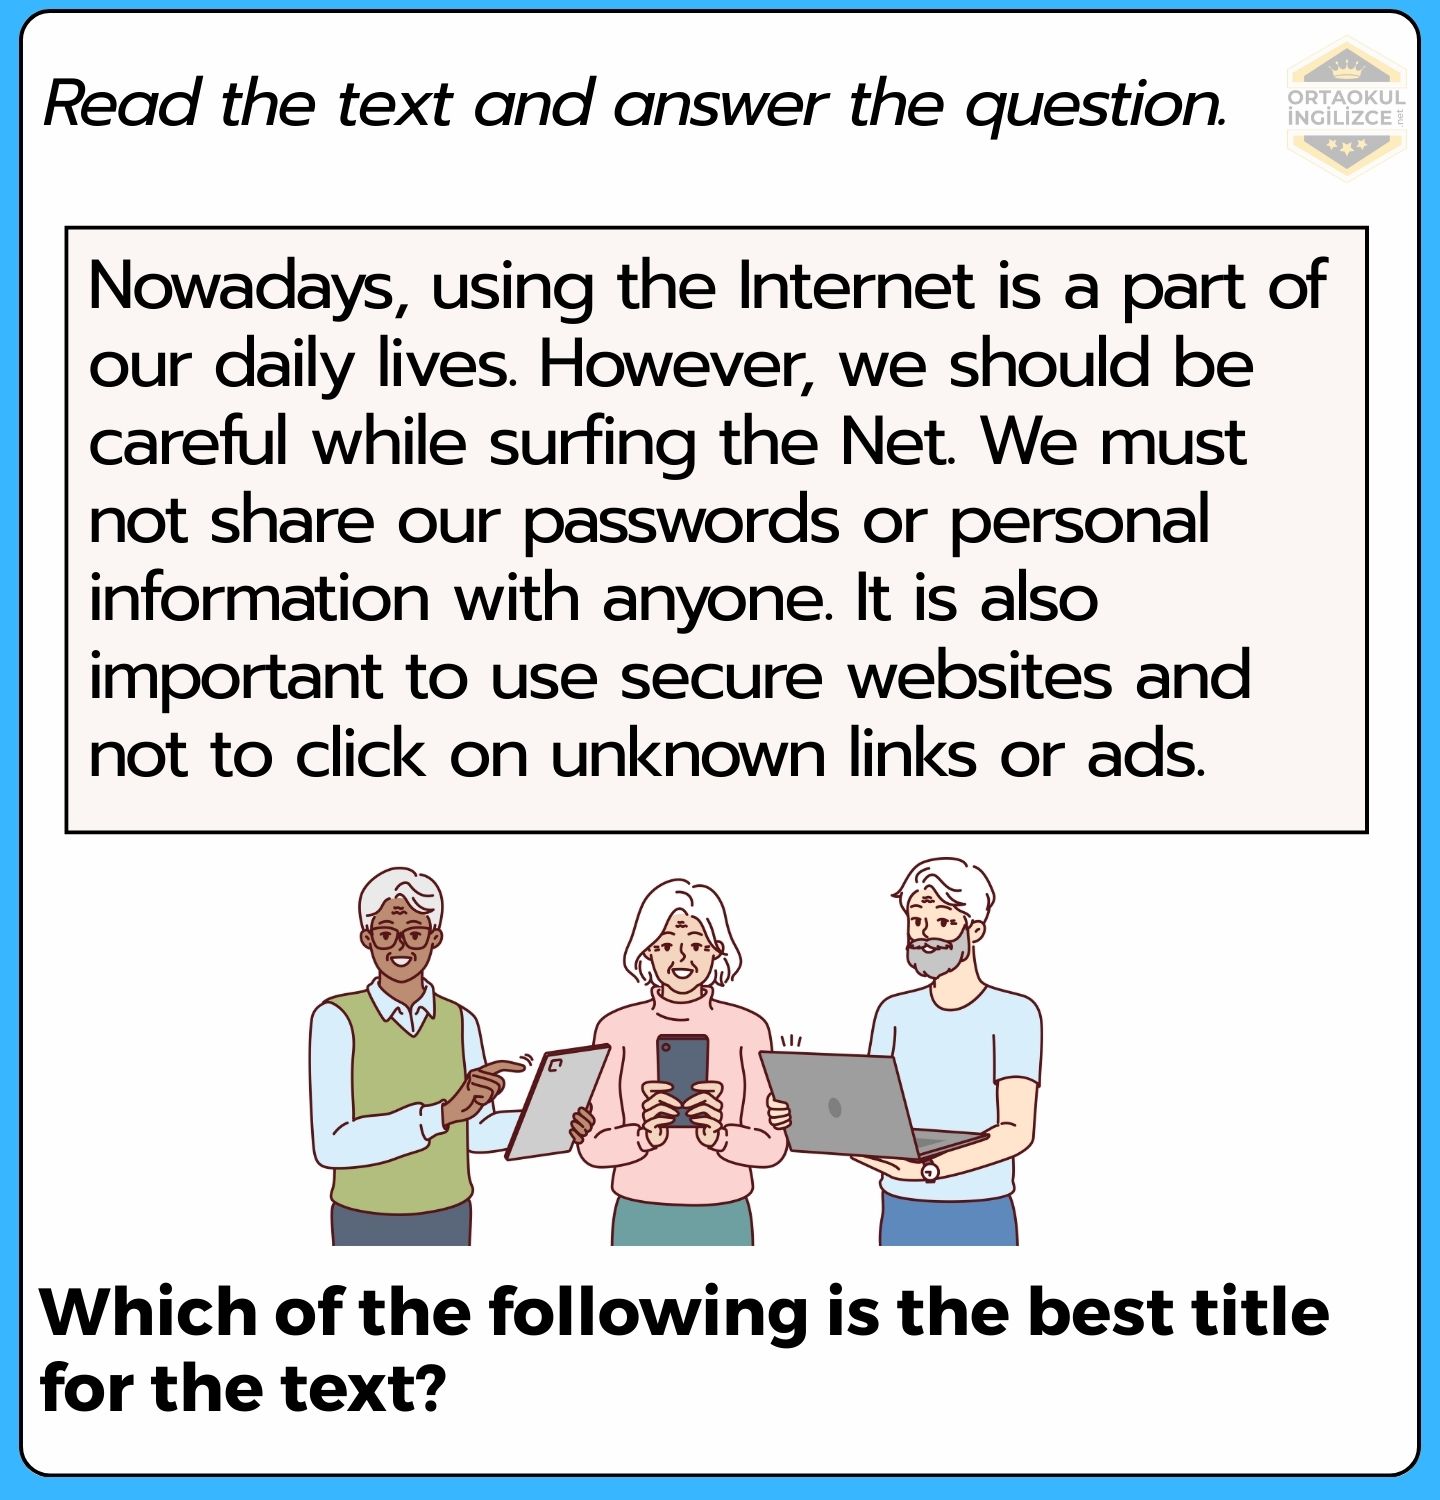 Read the text and answer the question.
ORTAOKUL
İNGİLİZCE
.net
Nowadays, using the Internet is a part of
our daily lives. However, we should be
careful while surfing the Net. We must
not share our passwords or personal
information with anyone. It is also
important to use secure websites and
not to click on unknown links or ads.
Which of the following is the best title
for the text?